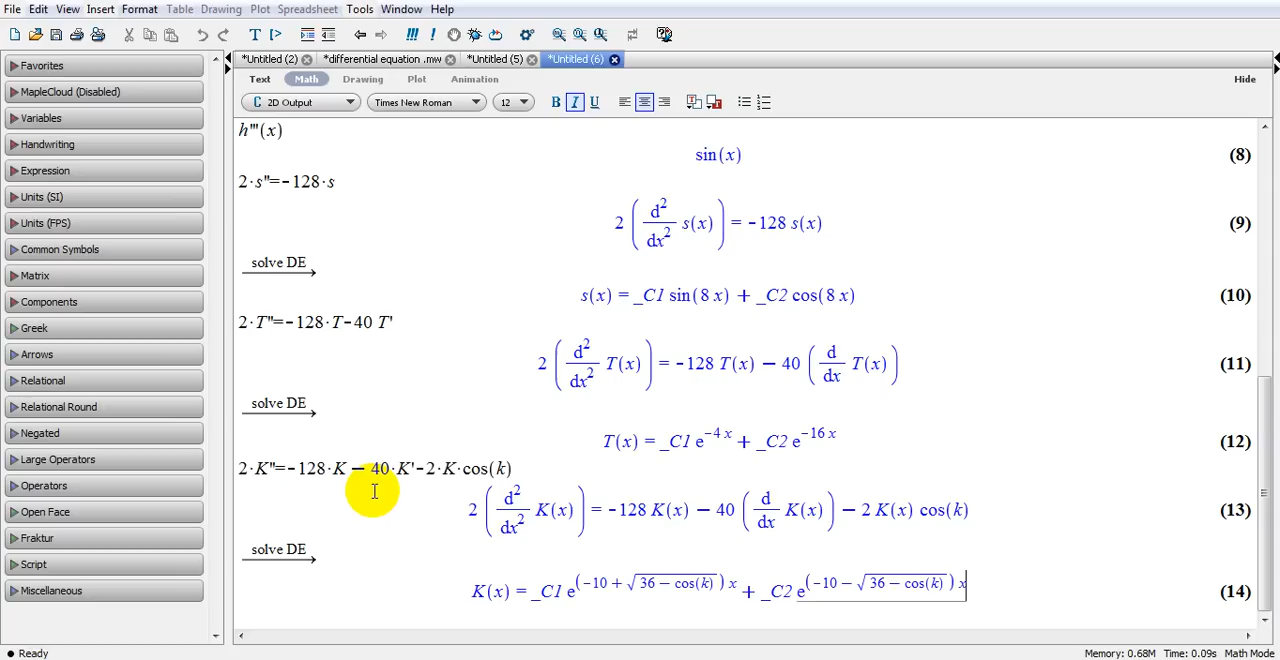 File Edit View Insert Format Table Drawing Plot Spreadsheet Tools Window Help
*Untitled (2) *differential equation .mw *Untitled (5) *Untitled (6)
Text Math Drawing Plot Animation Hide
C 2D Output Times New Roman 12 B I U
Favorites
MapleCloud (Disabled)
Variables
Handwriting
Expression
Units (SI)
Units (FPS)
Common Symbols
Matrix
Components
Greek
Arrows
Relational
Relational Round
Negated
Large Operators
Operators
Open Face
Fraktur
Script
Miscellaneous
h'''(x)
sin(x) (8)
2·s''=-128·s
2 (d²/dx² s(x)) = -128 s(x) (9)
solve DE
s(x) = _C1 sin(8 x) + _C2 cos(8 x) (10)
2·T''=-128·T-40 T'
2 (d²/dx² T(x)) = -128 T(x) − 40 (d/dx T(x)) (11)
solve DE
T(x) = _C1 e^(-4 x) + _C2 e^(-16 x) (12)
2·K''=-128·K − 40·K'-2·K·cos(k)
2 (d²/dx² K(x)) = -128 K(x) − 40 (d/dx K(x)) − 2 K(x) cos(k) (13)
solve DE
K(x) = _C1 e^((-10 + √(36 − cos(k))) x) + _C2 e^((-10 − √(36 − cos(k))) x) (14)
Ready Memory: 0.68M Time: 0.09s Math Mode